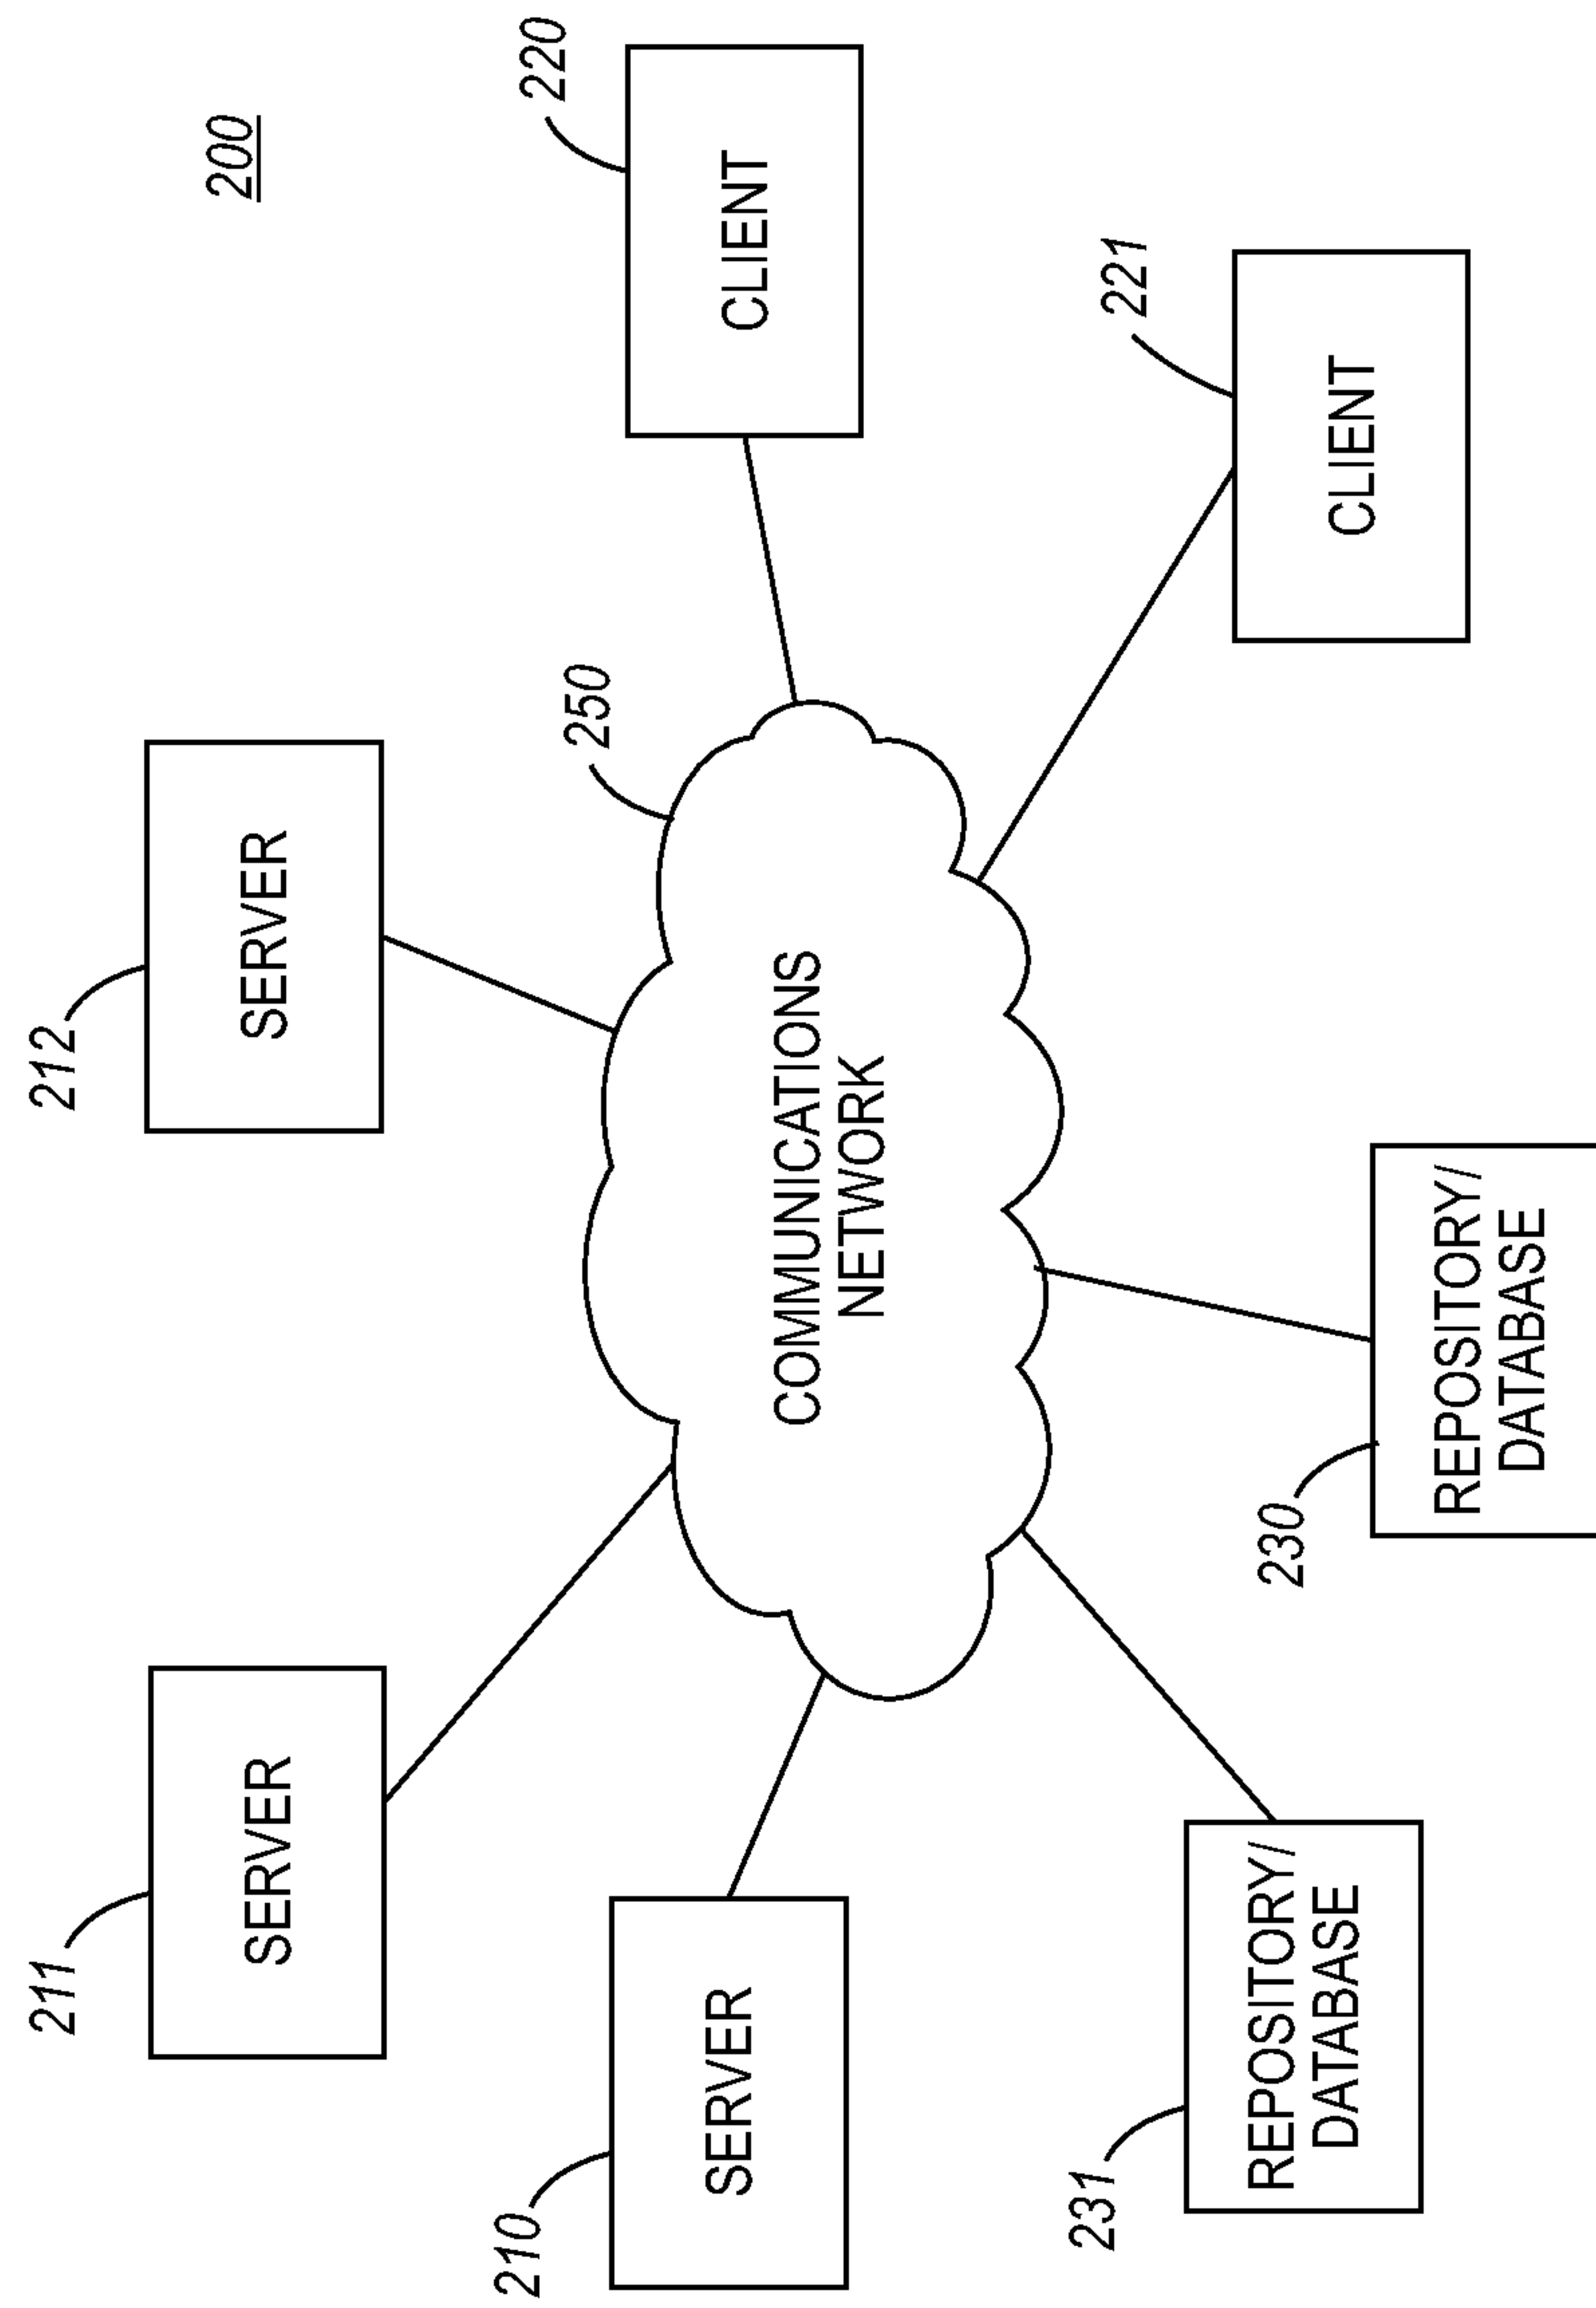 200
212
SERVER
211
SERVER
250
220
CLIENT
210
SERVER
COMMUNICATIONS
NETWORK
221
CLIENT
231
REPOSITORY/
DATABASE
230
REPOSITORY/
DATABASE